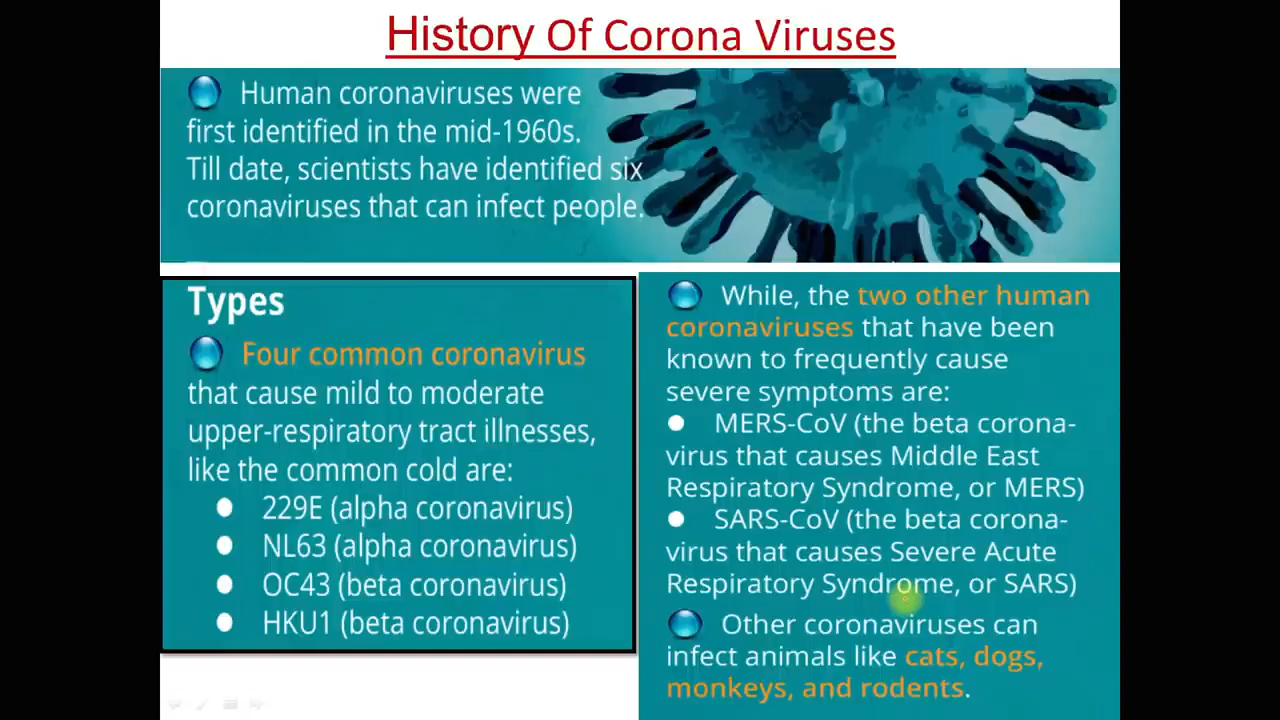 History Of Corona Viruses
Human coronaviruses were
first identified in the mid-1960s.
Till date, scientists have identified six
coronaviruses that can infect people.
Types
Four common coronavirus
that cause mild to moderate
upper-respiratory tract illnesses,
like the common cold are:
● 229E (alpha coronavirus)
● NL63 (alpha coronavirus)
● OC43 (beta coronavirus)
● HKU1 (beta coronavirus)
While, the two other human
coronaviruses that have been
known to frequently cause
severe symptoms are:
● MERS-CoV (the beta corona-
virus that causes Middle East
Respiratory Syndrome, or MERS)
● SARS-CoV (the beta corona-
virus that causes Severe Acute
Respiratory Syndrome, or SARS)
Other coronaviruses can
infect animals like cats, dogs,
monkeys, and rodents.